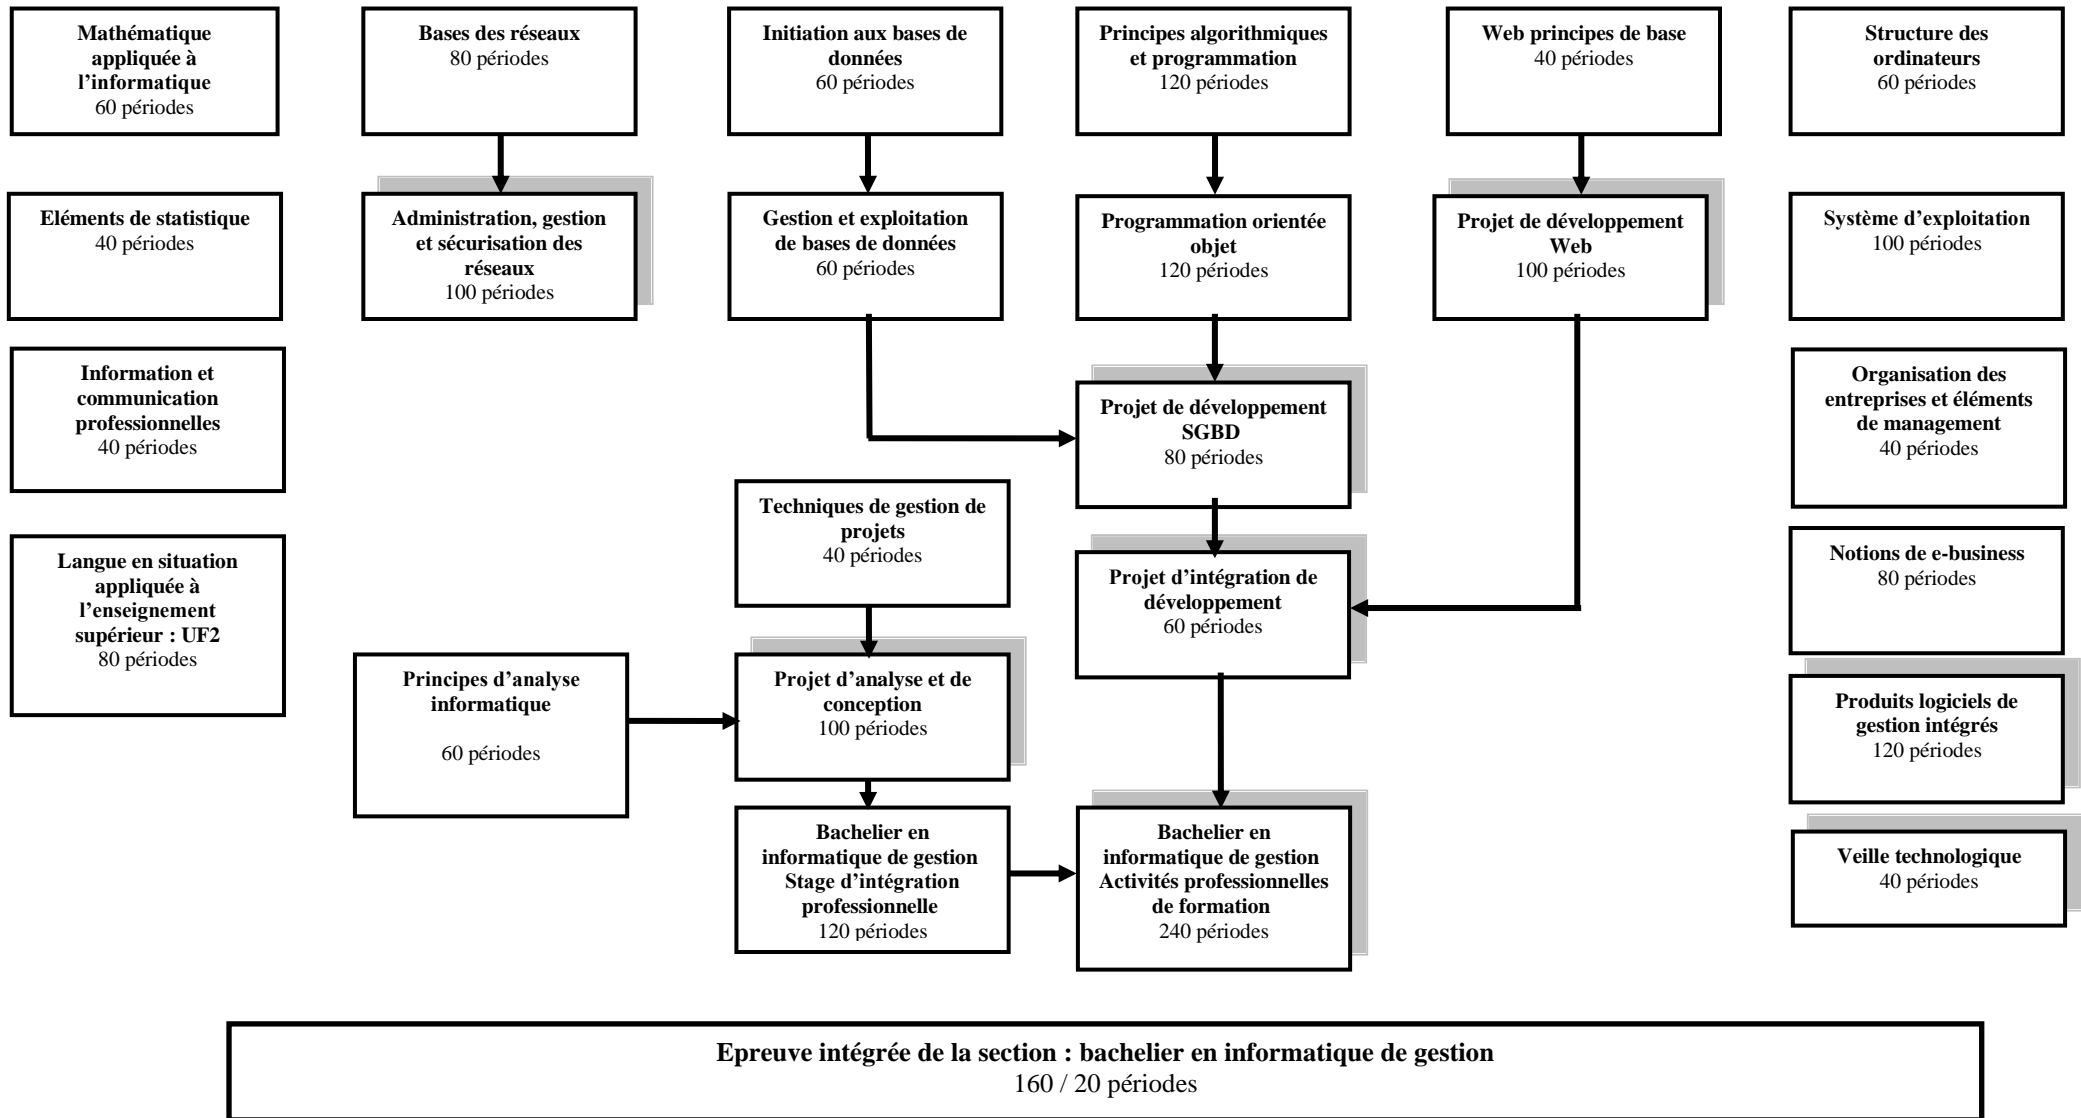 Mathématique
appliquée à
l’informatique
60 périodes
Bases des réseaux
80 périodes
Initiation aux bases de
données
60 périodes
Principes algorithmiques
et programmation
120 périodes
Web principes de base
40 périodes
Structure des
ordinateurs
60 périodes
Eléments de statistique
40 périodes
Administration, gestion
et sécurisation des
réseaux
100 périodes
Gestion et exploitation
de bases de données
60 périodes
Programmation orientée
objet
120 périodes
Projet de développement
Web
100 périodes
Système d’exploitation
100 périodes
Information et
communication
professionnelles
40 périodes
Projet de développement
SGBD
80 périodes
Organisation des
entreprises et éléments
de management
40 périodes
Langue en situation
appliquée à
l’enseignement
supérieur : UF2
80 périodes
Techniques de gestion de
projets
40 périodes
Projet d’intégration de
développement
60 périodes
Notions de e-business
80 périodes
Principes d’analyse
informatique
60 périodes
Projet d’analyse et de
conception
100 périodes
Produits logiciels de
gestion intégrés
120 périodes
Bachelier en
informatique de gestion
Stage d’intégration
professionnelle
120 périodes
Bachelier en
informatique de gestion
Activités professionnelles
de formation
240 périodes
Veille technologique
40 périodes
Epreuve intégrée de la section : bachelier en informatique de gestion
160 / 20 périodes